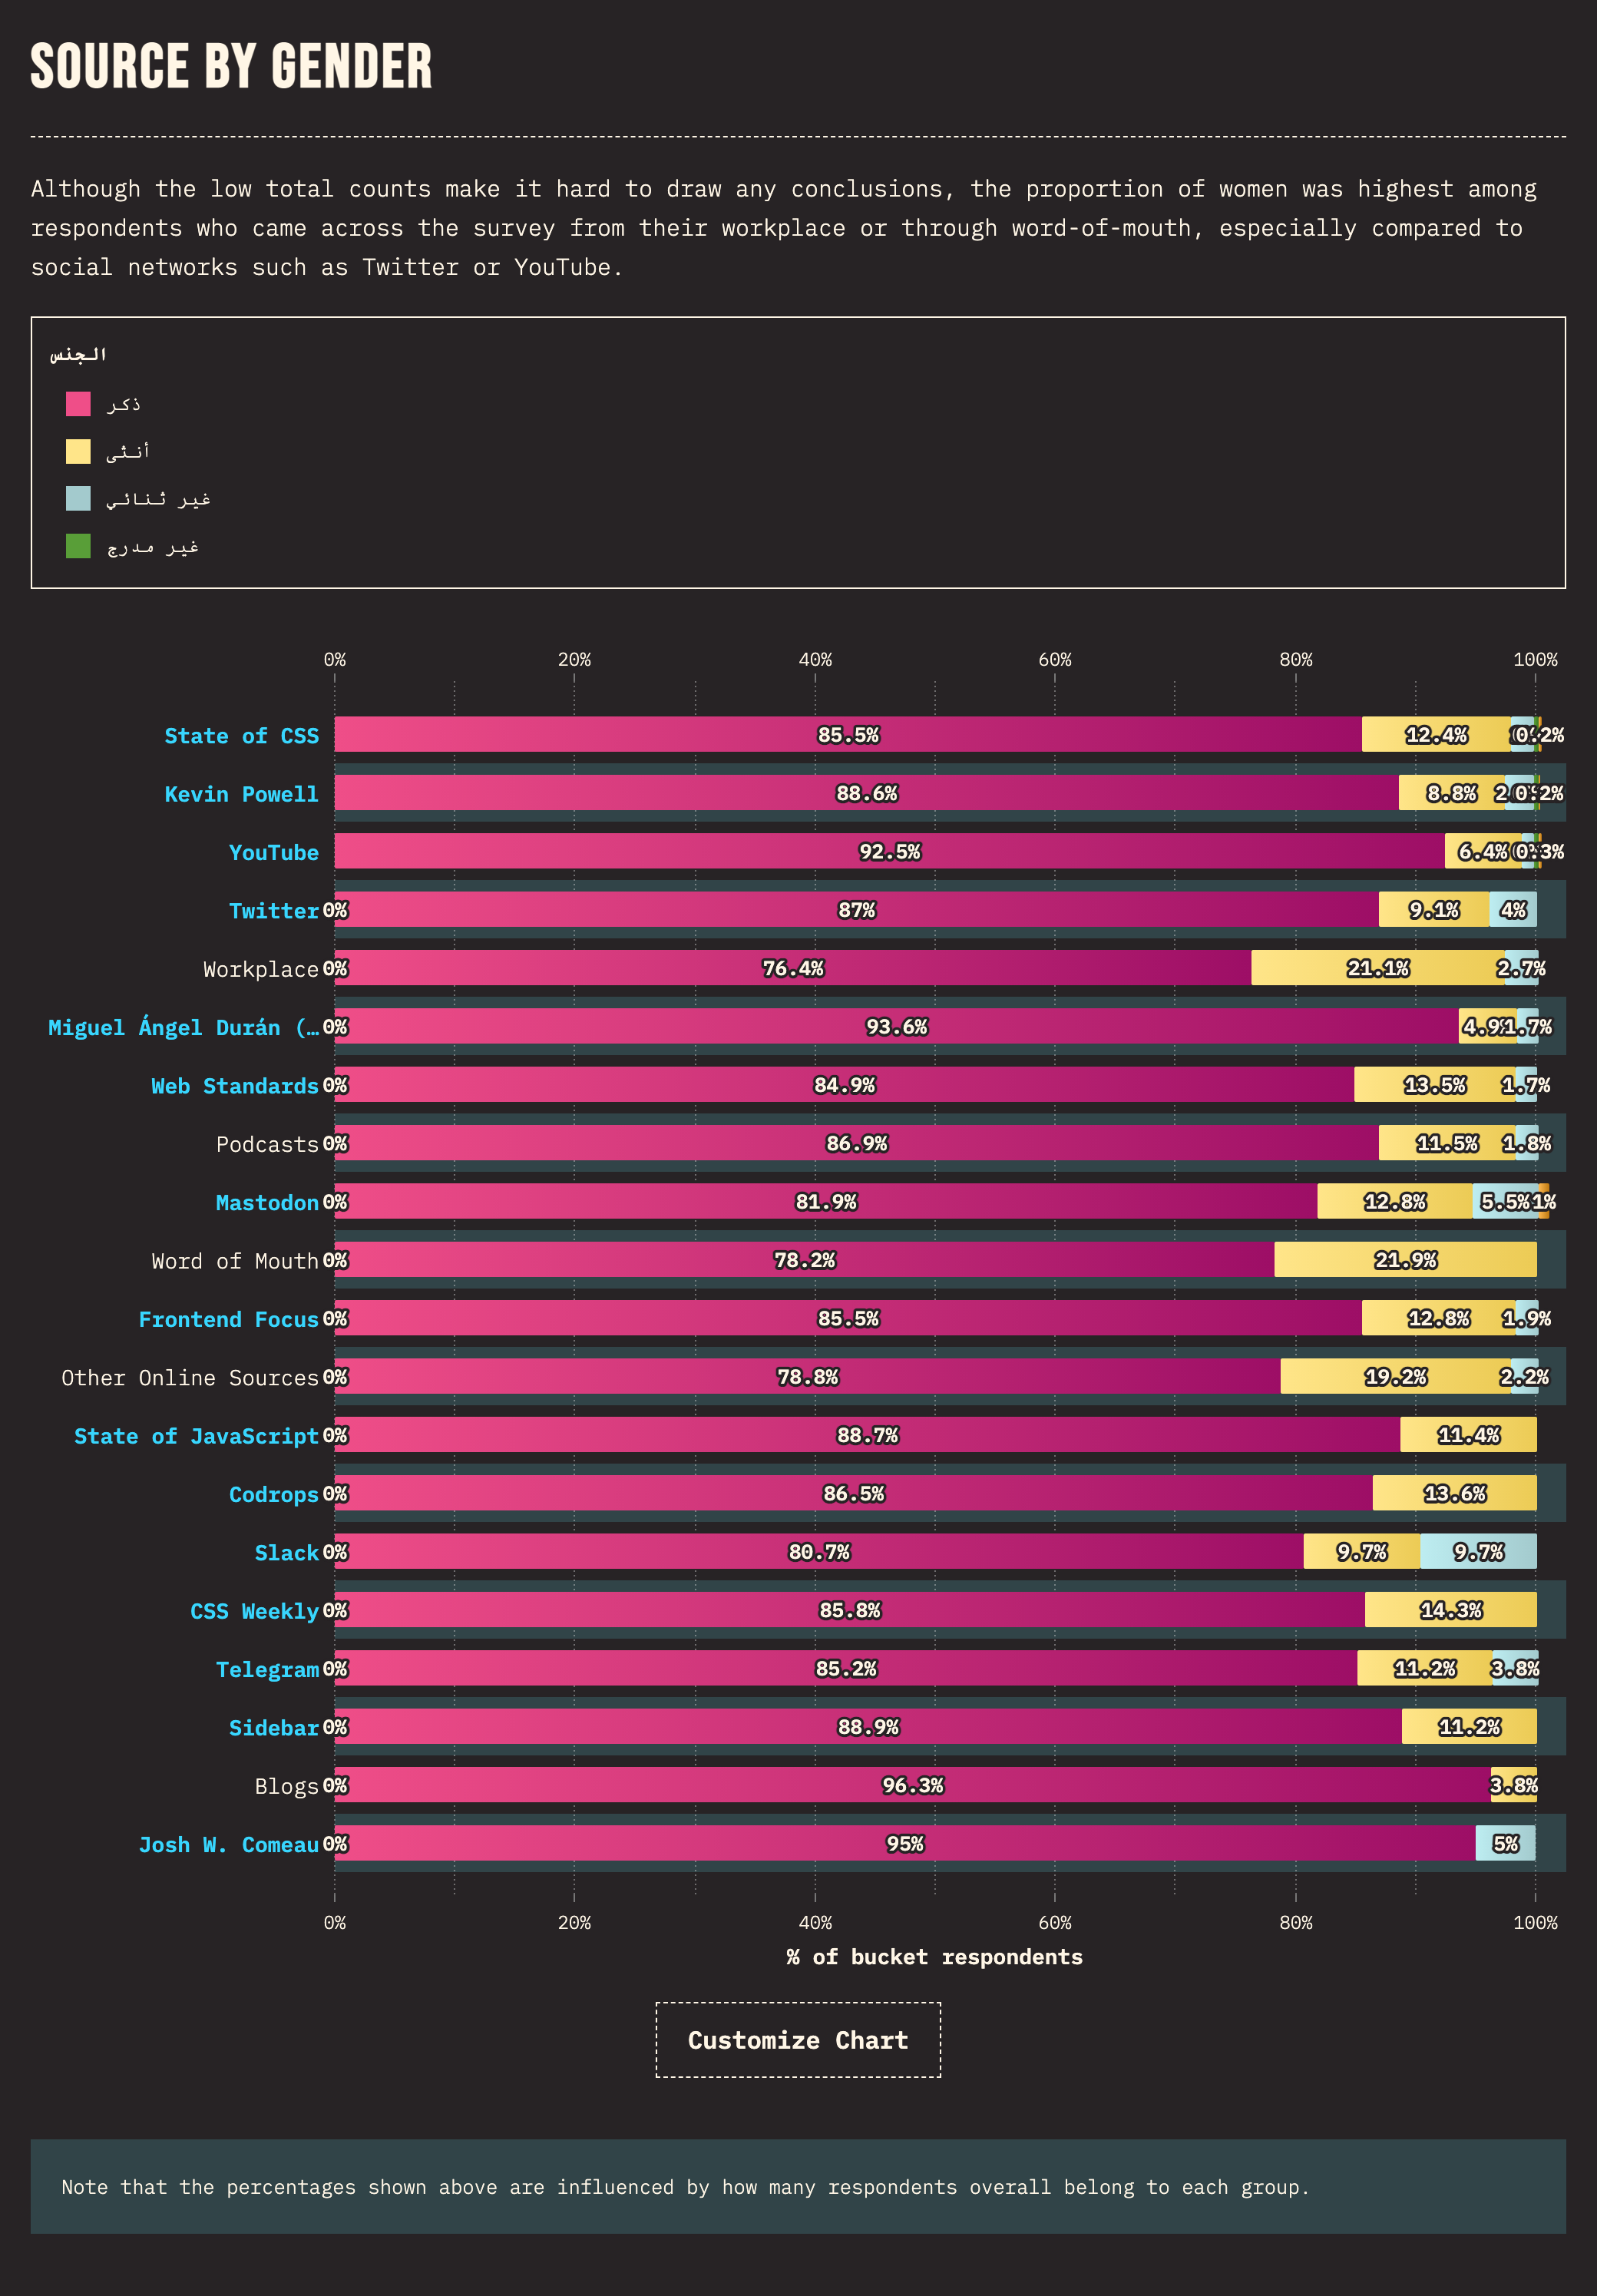 SOURCE BY GENDER
Although the low total counts make it hard to draw any conclusions, the proportion of women was highest among
respondents who came across the survey from their workplace or through word-of-mouth, especially compared to
social networks such as Twitter or YouTube.
الجنس
ذكر
أنثى
غير ثنائي
غير مدرج
0% 20% 40% 60% 80% 100%
State of CSS 85.5% 12.4% 0.2%
Kevin Powell 88.6% 8.8% 0.2%
YouTube 92.5% 6.4% 0.3%
Twitter 0% 87% 9.1% 4%
Workplace 0% 76.4% 21.1% 2.7%
Miguel Ángel Durán (… 0% 93.6% 4.9% 1.7%
Web Standards 0% 84.9% 13.5% 1.7%
Podcasts 0% 86.9% 11.5% 1.8%
Mastodon 0% 81.9% 12.8% 5.5% 1%
Word of Mouth 0% 78.2% 21.9%
Frontend Focus 0% 85.5% 12.8% 1.9%
Other Online Sources 0% 78.8% 19.2% 2.2%
State of JavaScript 0% 88.7% 11.4%
Codrops 0% 86.5% 13.6%
Slack 0% 80.7% 9.7% 9.7%
CSS Weekly 0% 85.8% 14.3%
Telegram 0% 85.2% 11.2% 3.8%
Sidebar 0% 88.9% 11.2%
Blogs 0% 96.3% 3.8%
Josh W. Comeau 0% 95% 5%
0% 20% 40% 60% 80% 100%
% of bucket respondents
Customize Chart
Note that the percentages shown above are influenced by how many respondents overall belong to each group.